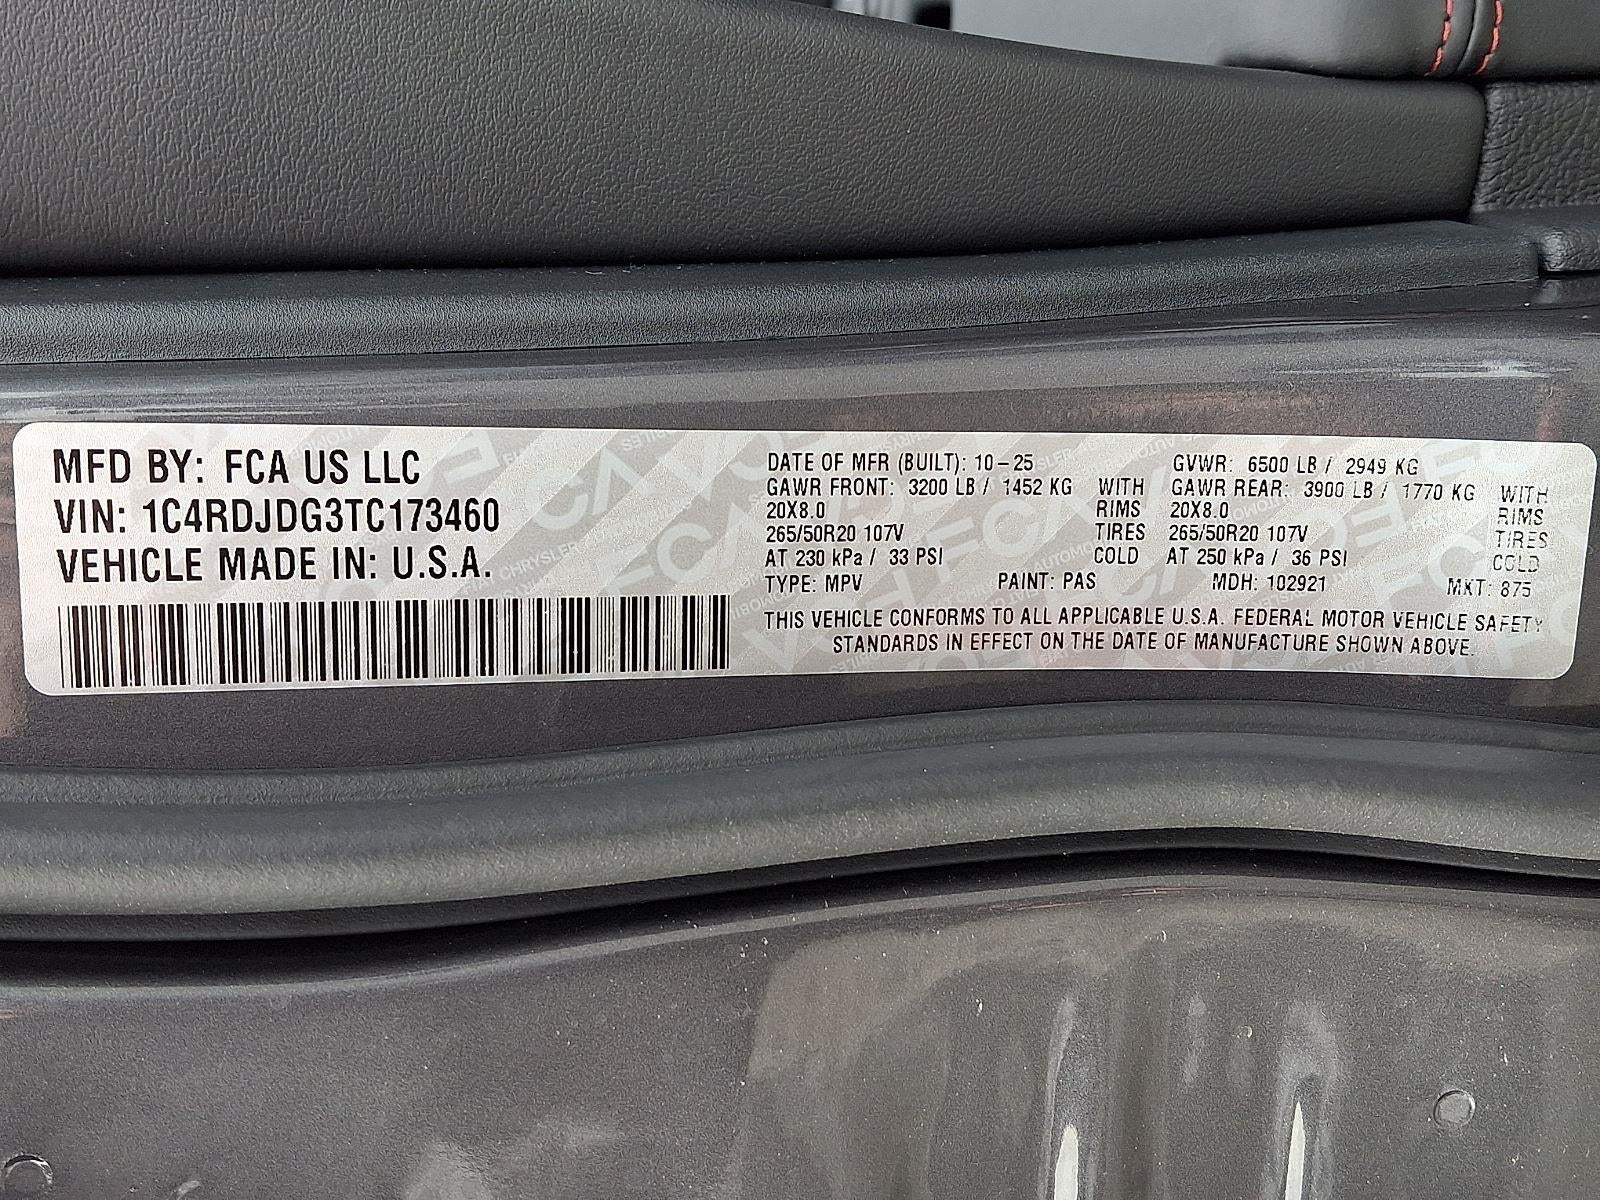 MFD BY: FCA US LLC
VIN: 1C4RDJDG3TC173460
VEHICLE MADE IN: U.S.A.
DATE OF MFR (BUILT): 10-25 GVWR: 6500 LB / 2949 KG
GAWR FRONT: 3200 LB / 1452 KG WITH GAWR REAR: 3900 LB / 1770 KG WITH
20X8.0 RIMS 20X8.0 RIMS
265/50R20 107V TIRES 265/50R20 107V TIRES
AT 230 kPa / 33 PSI COLD AT 250 kPa / 36 PSI COLD
TYPE: MPV PAINT: PAS MDH: 102921 MKT: 875
THIS VEHICLE CONFORMS TO ALL APPLICABLE U.S.A. FEDERAL MOTOR VEHICLE SAFETY
STANDARDS IN EFFECT ON THE DATE OF MANUFACTURE SHOWN ABOVE.